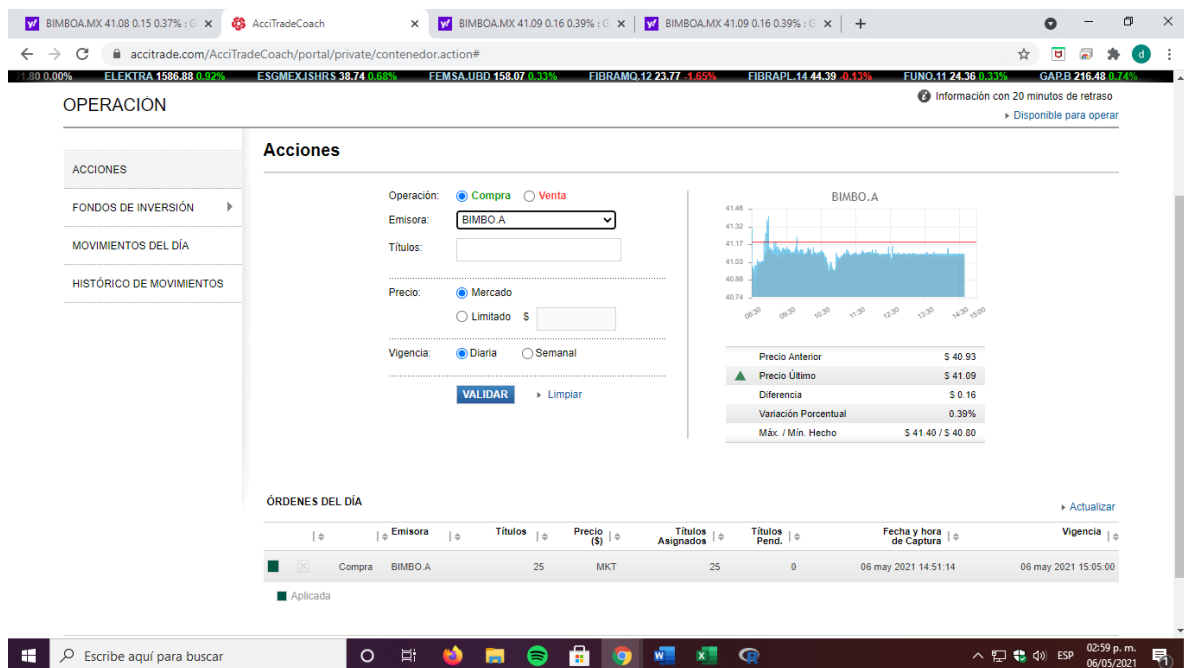 BIMBOA.MX 41.08 0.15 0.37% : G AcciTradeCoach BIMBOA.MX 41.09 0.16 0.39% : G BIMBOA.MX 41.09 0.16 0.39% : G
accitrade.com/AcciTradeCoach/portal/private/contenedor.action# d
1.80 0.00% ELEKTRA 1586.88 0.92% ESGMEX.ISHRS 38.74 0.68% FEMSA.UBD 158.07 0.33% FIBRAMQ.12 23.77 -1.65% FIBRAPL.14 44.39 -0.13% FUNO.11 24.36 0.33% GAP.B 216.48 0.74%
OPERACIÓN
Información con 20 minutos de retraso
Disponible para operar
ACCIONES
FONDOS DE INVERSIÓN
MOVIMIENTOS DEL DÍA
HISTÓRICO DE MOVIMIENTOS
Acciones
Operación: Compra Venta
Emisora: BIMBO.A
Títulos:
Precio: Mercado
Limitado $
Vigencia: Diaria Semanal
VALIDAR Limpiar
BIMBO.A
41.46
41.32
41.17
41.03
40.88
40.74
08:30 09:30 10:30 11:30 12:30 13:30 14:30 15:00
Precio Anterior $ 40.93
Precio Último $ 41.09
Diferencia $ 0.16
Variación Porcentual 0.39%
Máx. / Mín. Hecho $ 41.40 / $ 40.80
ÓRDENES DEL DÍA
Actualizar
Emisora Títulos Precio ($) Títulos Asignados Títulos Pend. Fecha y hora de Captura Vigencia
Compra BIMBO.A 25 MKT 25 0 06 may 2021 14:51:14 06 may 2021 15:05:00
Aplicada
Escribe aquí para buscar
ESP
02:59 p. m.
06/05/2021
1